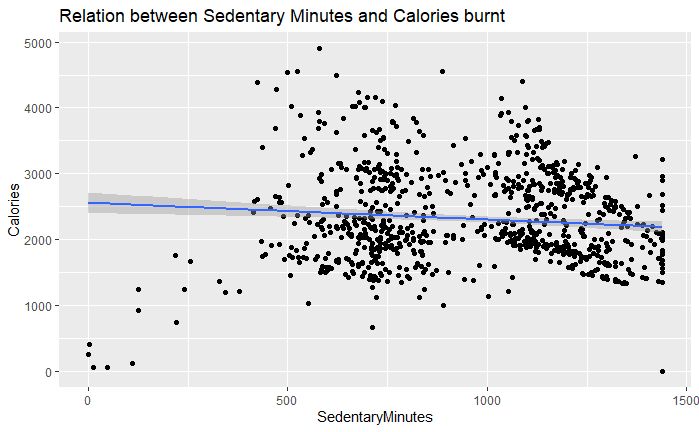 Relation between Sedentary Minutes and Calories burnt
5000
4000
3000
2000
1000
0
Calories
0 500 1000 1500
SedentaryMinutes